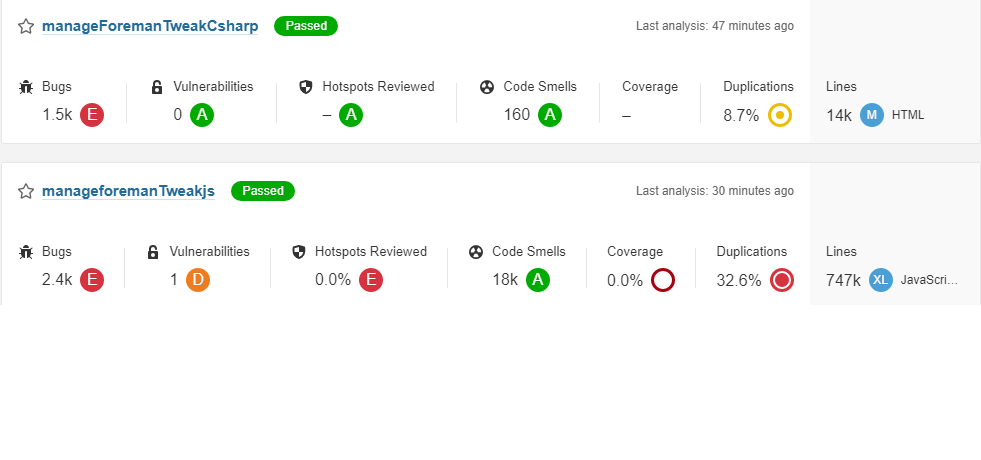 manageForemanTweakCsharp Passed Last analysis: 47 minutes ago
Bugs Vulnerabilities Hotspots Reviewed Code Smells Coverage Duplications Lines
1.5k E 0 A – A 160 A – 8.7% 14k M HTML
manageforemanTweakjs Passed Last analysis: 30 minutes ago
Bugs Vulnerabilities Hotspots Reviewed Code Smells Coverage Duplications Lines
2.4k E 1 D 0.0% E 18k A 0.0% 32.6% 747k XL JavaScri...